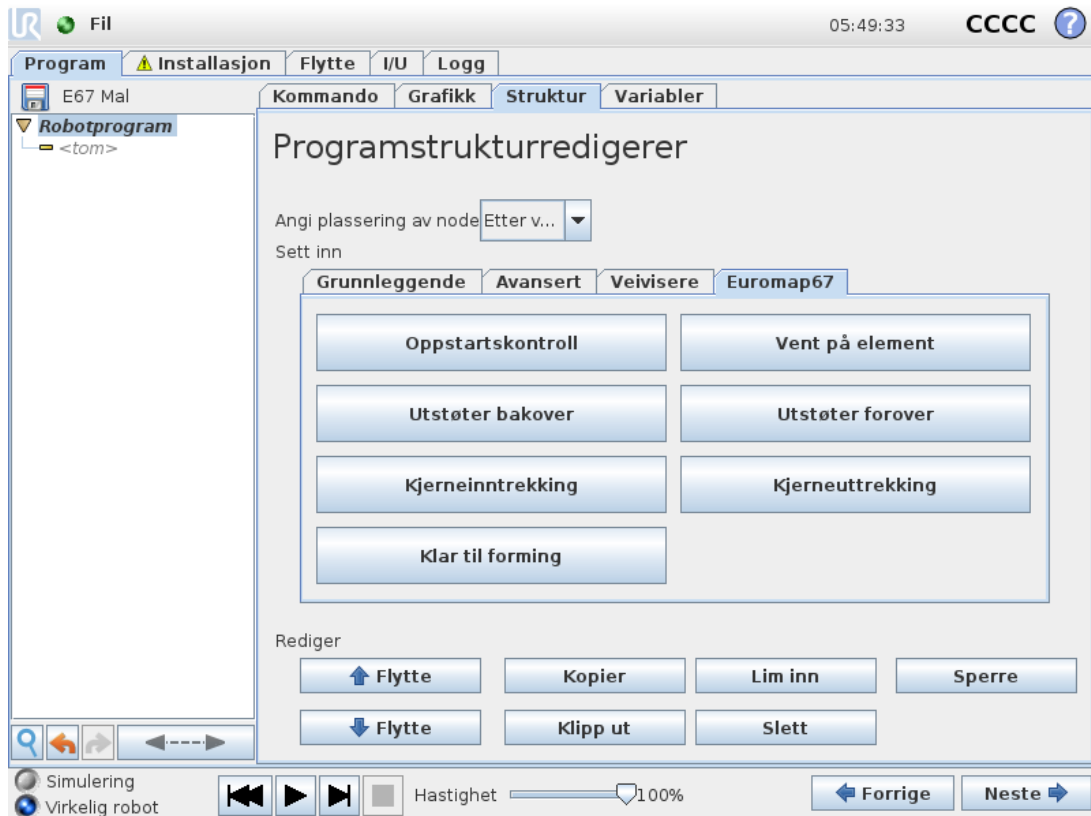 UR Fil 05:49:33 CCCC ?
Program Installasjon Flytte I/U Logg
E67 Mal Kommando Grafikk Struktur Variabler
Robotprogram
<tom>
Programstrukturredigerer
Angi plassering av node Etter v...
Sett inn
Grunnleggende Avansert Veivisere Euromap67
Oppstartskontroll Vent på element
Utstøter bakover Utstøter forover
Kjerneinntrekking Kjerneuttrekking
Klar til forming
Rediger
Flytte Kopier Lim inn Sperre
Flytte Klipp ut Slett
Simulering
Virkelig robot
Hastighet 100% Forrige Neste